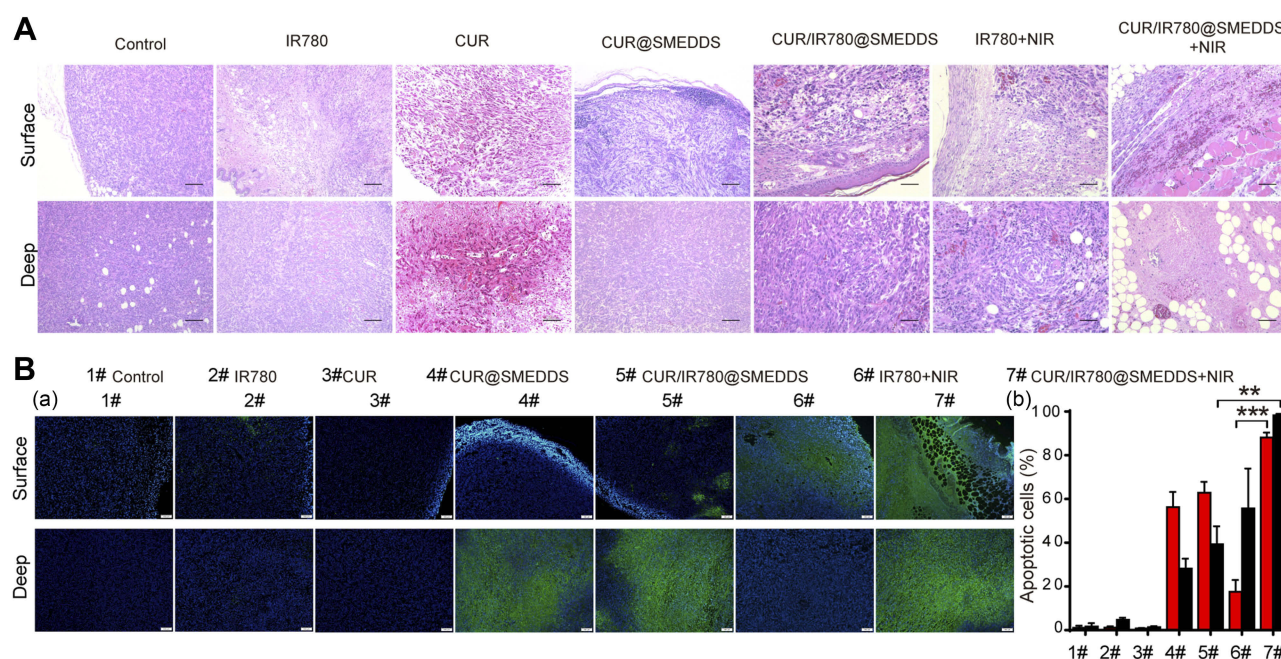 A
Control
IR780
CUR
CUR@SMEDDS
CUR/IR780@SMEDDS
IR780+NIR
CUR/IR780@SMEDDS
+NIR
Surface
Deep
B
1# Control
2# IR780
3#CUR
4#CUR@SMEDDS
5#CUR/IR780@SMEDDS
6# IR780+NIR
7# CUR/IR780@SMEDDS+NIR
(a)
1#
2#
3#
4#
5#
6#
7#
Surface
Deep
(b)
Apoptotic cells (%)
100
80
60
40
20
0
**
***
1# 2# 3# 4# 5# 6# 7#